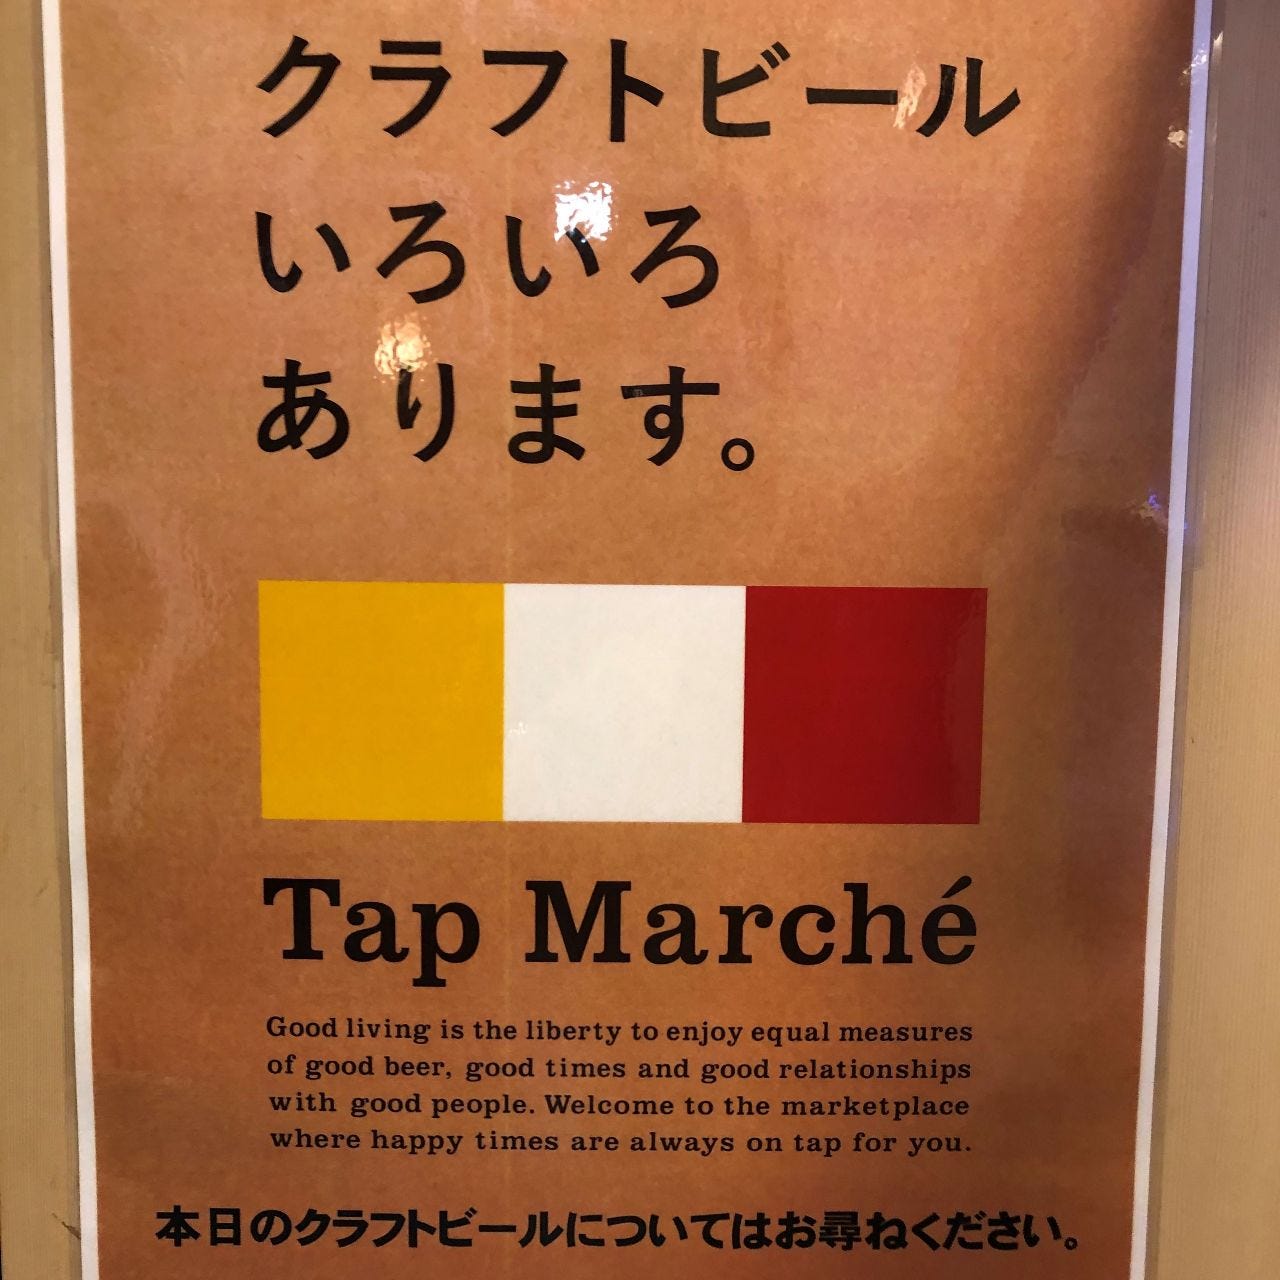 クラフトビール
いろいろ
あります。
Tap Marché
Good living is the liberty to enjoy equal measures
of good beer, good times and good relationships
with good people. Welcome to the marketplace
where happy times are always on tap for you.
本日のクラフトビールについてはお尋ねください。